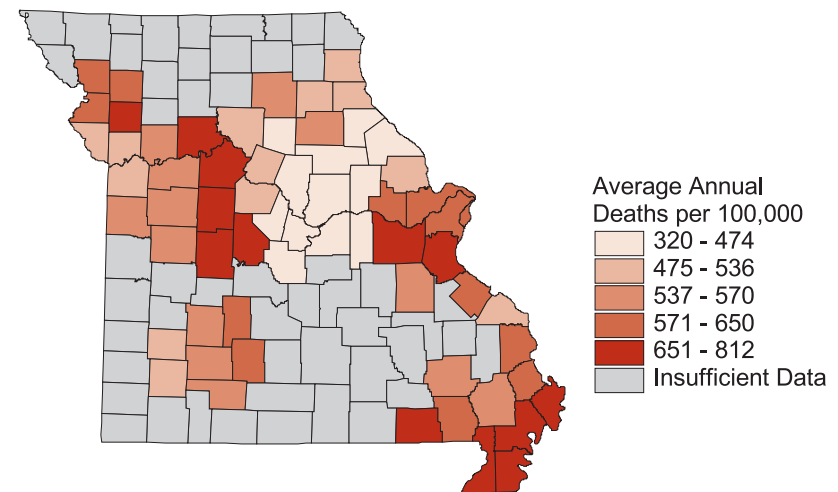 Average Annual
Deaths per 100,000
320 - 474
475 - 536
537 - 570
571 - 650
651 - 812
Insufficient Data